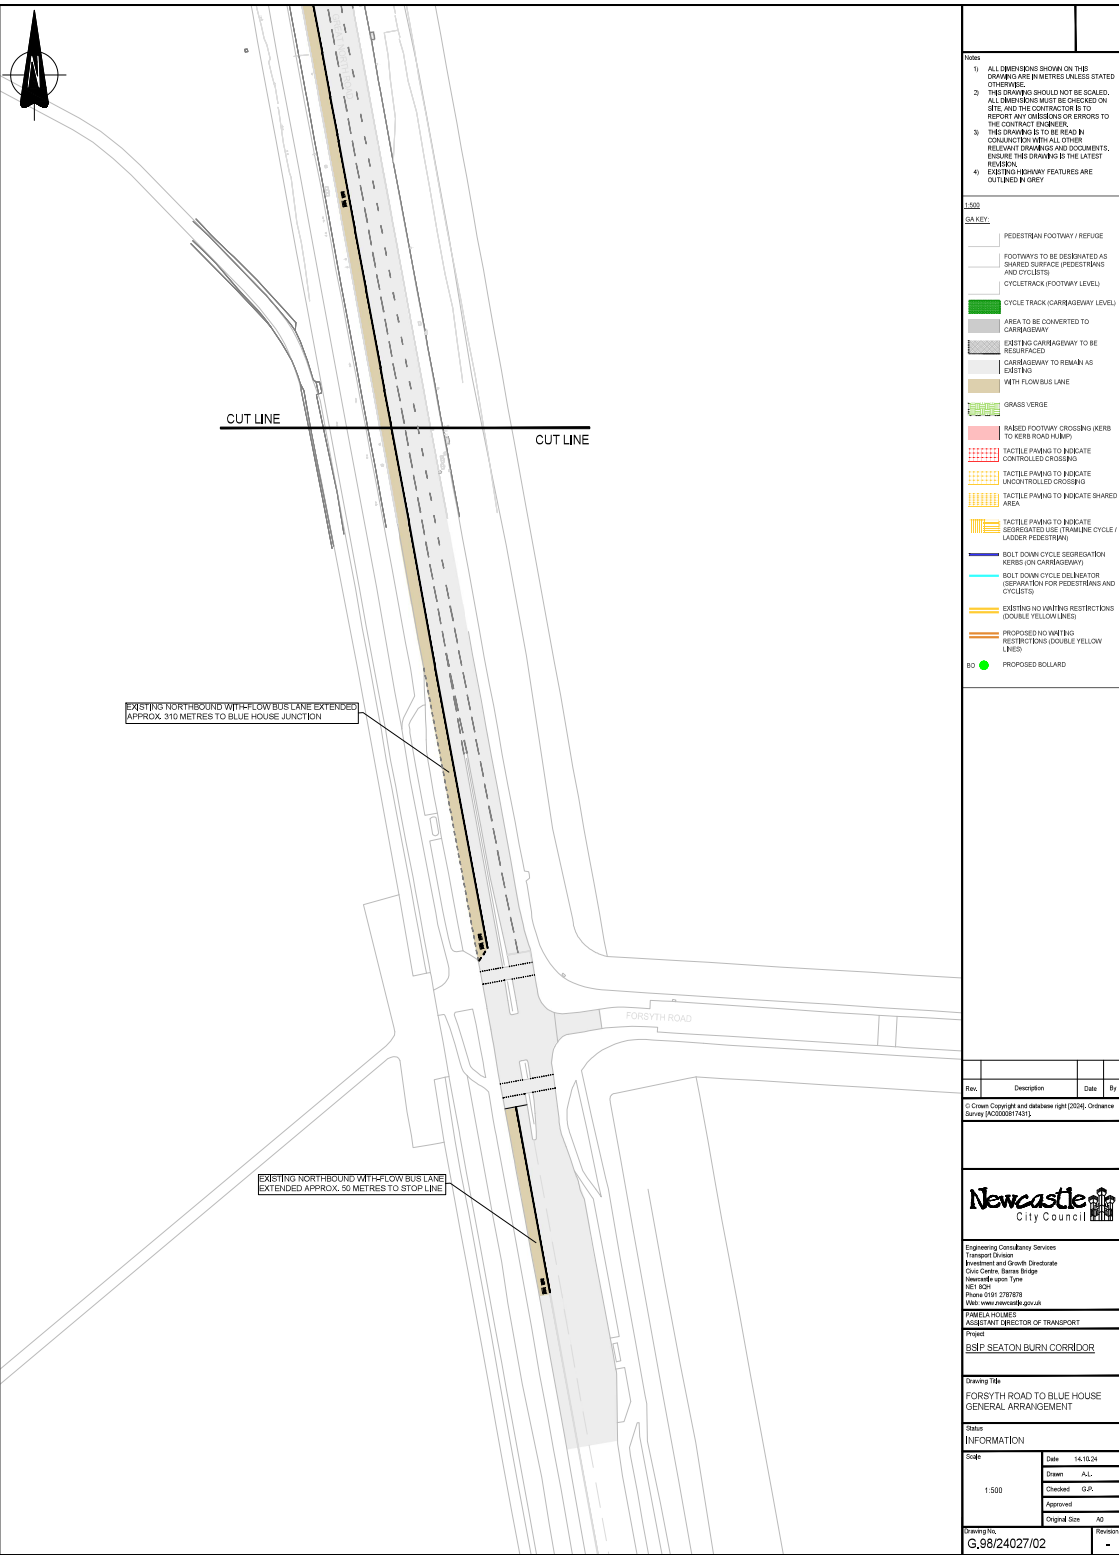 CUT LINE
CUT LINE
EXISTING NORTHBOUND WITH-FLOW BUS LANE EXTENDED
APPROX. 310 METRES TO BLUE HOUSE JUNCTION
FORSYTH ROAD
EXISTING NORTHBOUND WITH-FLOW BUS LANE
EXTENDED APPROX. 50 METRES TO STOP LINE
Notes
1) ALL DIMENSIONS SHOWN ON THIS
DRAWING ARE IN METRES UNLESS STATED
OTHERWISE.
2) THIS DRAWING SHOULD NOT BE SCALED.
ALL DIMENSIONS MUST BE CHECKED ON
SITE, AND THE CONTRACTOR IS TO
REPORT ANY OMISSIONS OR ERRORS TO
THE CONTRACT ENGINEER.
3) THIS DRAWING IS TO BE READ IN
CONJUNCTION WITH ALL OTHER
RELEVANT DRAWINGS AND DOCUMENTS.
ENSURE THIS DRAWING IS THE LATEST
REVISION.
4) EXISTING HIGHWAY FEATURES ARE
OUTLINED IN GREY
1:500
GA KEY:
PEDESTRIAN FOOTWAY / REFUGE
FOOTWAYS TO BE DESIGNATED AS
SHARED SURFACE (PEDESTRIANS
AND CYCLISTS)
CYCLETRACK (FOOTWAY LEVEL)
CYCLE TRACK (CARRIAGEWAY LEVEL)
AREA TO BE CONVERTED TO
CARRIAGEWAY
EXISTING CARRIAGEWAY TO BE
RESURFACED
CARRIAGEWAY TO REMAIN AS
EXISTING
WITH FLOW BUS LANE
GRASS VERGE
RAISED FOOTWAY CROSSING (KERB
TO KERB ROAD HUMP)
TACTILE PAVING TO INDICATE
CONTROLLED CROSSING
TACTILE PAVING TO INDICATE
UNCONTROLLED CROSSING
TACTILE PAVING TO INDICATE SHARED
AREA
TACTILE PAVING TO INDICATE
SEGREGATED USE (TRAMLINE CYCLE /
LADDER PEDESTRIAN)
BOLT DOWN CYCLE SEGREGATION
KERBS (ON CARRIAGEWAY)
BOLT DOWN CYCLE DELINEATOR
(SEPARATION FOR PEDESTRIANS AND
CYCLISTS)
EXISTING NO WAITING RESTIRCTIONS
(DOUBLE YELLOW LINES)
PROPOSED NO WAITING
RESTIRCTIONS (DOUBLE YELLOW
LINES)
BO PROPOSED BOLLARD
Rev. Description Date By
© Crown Copyright and database right [2024]. Ordnance
Survey [AC0000817431].
Newcastle
City Council
Engineering Consultancy Services
Transport Division
Investment and Growth Directorate
Civic Centre, Barras Bridge
Newcastle upon Tyne
NE1 8QH
Phone 0191 2787878
Web: www.newcastle.gov.uk
PAMELA HOLMES
ASSISTANT DIRECTOR OF TRANSPORT
Project
BSIP SEATON BURN CORRIDOR
Drawing Title
FORSYTH ROAD TO BLUE HOUSE
GENERAL ARRANGEMENT
Status
INFORMATION
Scale
1:500
Date 14.10.24
Drawn A.L.
Checked G.P.
Approved
Original Size A0
Drawing No. Revision
G.98/24027/02 -